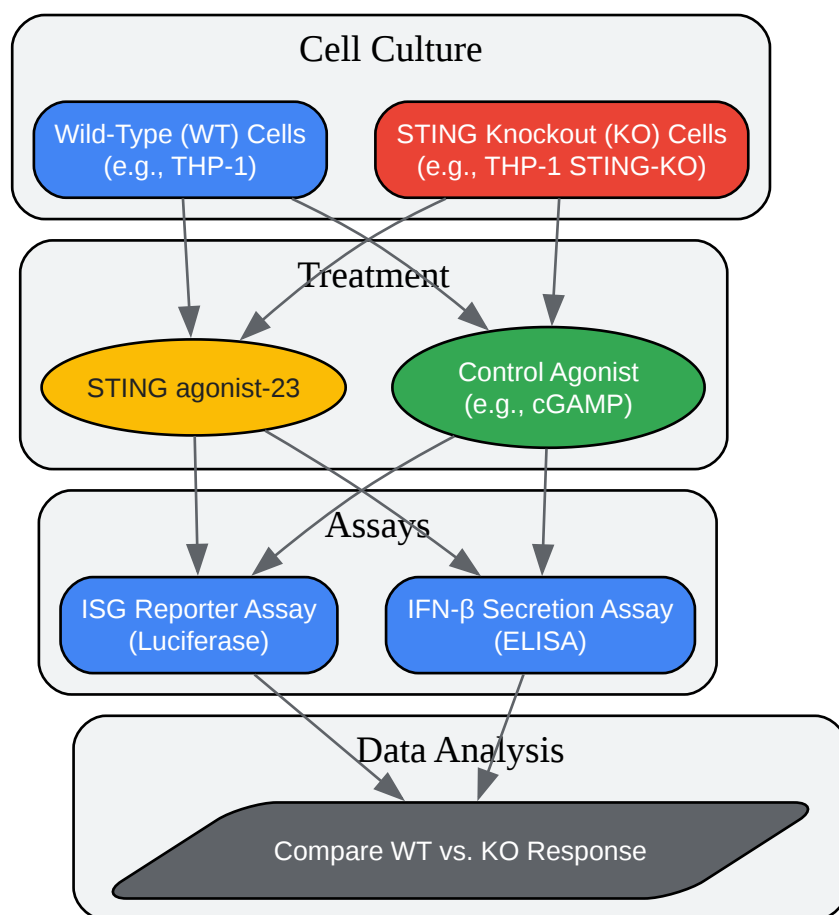 Cell Culture
Wild-Type (WT) Cells
(e.g., THP-1)
STING Knockout (KO) Cells
(e.g., THP-1 STING-KO)
Treatment
STING agonist-23
Control Agonist
(e.g., cGAMP)
Assays
ISG Reporter Assay
(Luciferase)
IFN-β Secretion Assay
(ELISA)
Data Analysis
Compare WT vs. KO Response